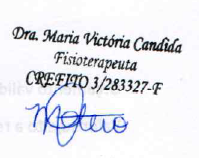 Dra. Maria Victória Candida
Fisioterapeuta
CREFITO 3/283327-F